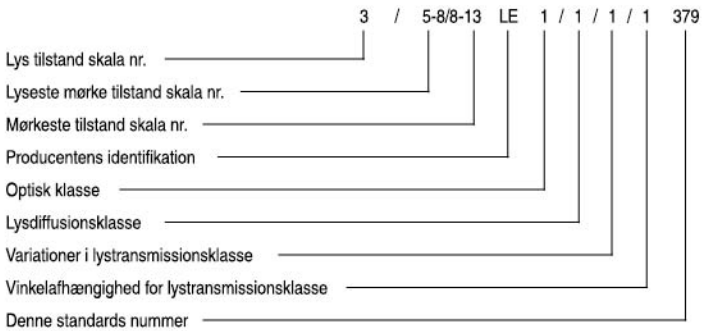 3 / 5-8/8-13 LE 1 / 1 / 1 / 1 379
Lys tilstand skala nr.
Lyseste mørke tilstand skala nr.
Mørkeste tilstand skala nr.
Producentens identifikation
Optisk klasse
Lysdiffusionsklasse
Variationer i lystransmissionsklasse
Vinkelafhængighed for lystransmissionsklasse
Denne standards nummer